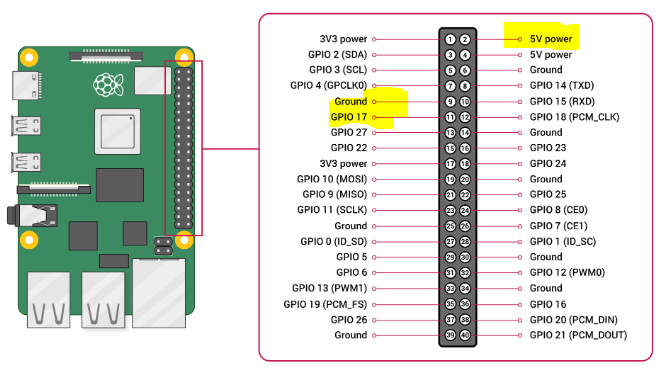 3V3 power 1 2 5V power
GPIO 2 (SDA) 3 4 5V power
GPIO 3 (SCL) 5 6 Ground
GPIO 4 (GPCLK0) 7 8 GPIO 14 (TXD)
Ground 9 10 GPIO 15 (RXD)
GPIO 17 11 12 GPIO 18 (PCM_CLK)
GPIO 27 13 14 Ground
GPIO 22 15 16 GPIO 23
3V3 power 17 18 GPIO 24
GPIO 10 (MOSI) 19 20 Ground
GPIO 9 (MISO) 21 22 GPIO 25
GPIO 11 (SCLK) 23 24 GPIO 8 (CE0)
Ground 25 26 GPIO 7 (CE1)
GPIO 0 (ID_SD) 27 28 GPIO 1 (ID_SC)
GPIO 5 29 30 Ground
GPIO 6 31 32 GPIO 12 (PWM0)
GPIO 13 (PWM1) 33 34 Ground
GPIO 19 (PCM_FS) 35 36 GPIO 16
GPIO 26 37 38 GPIO 20 (PCM_DIN)
Ground 39 40 GPIO 21 (PCM_DOUT)